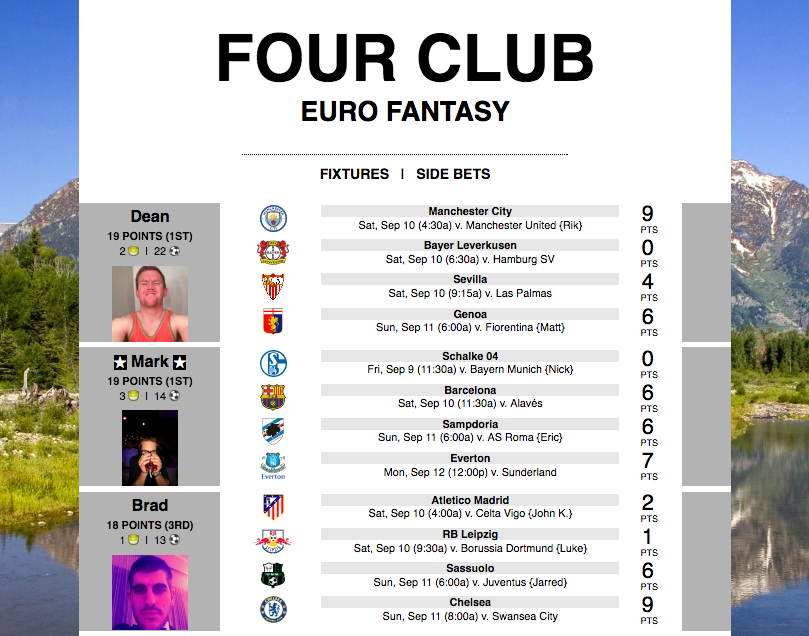 FOUR CLUB
EURO FANTASY
FIXTURES | SIDE BETS
Dean
19 POINTS (1ST)
2 | 22
Manchester City
Sat, Sep 10 (4:30a) v. Manchester United {Rik}
9
PTS
Bayer Leverkusen
Sat, Sep 10 (6:30a) v. Hamburg SV
0
PTS
Sevilla
Sat, Sep 10 (9:15a) v. Las Palmas
4
PTS
Genoa
Sun, Sep 11 (6:00a) v. Fiorentina {Matt}
6
PTS
Mark
19 POINTS (1ST)
3 | 14
Schalke 04
Fri, Sep 9 (11:30a) v. Bayern Munich {Nick}
0
PTS
Barcelona
Sat, Sep 10 (11:30a) v. Alavés
6
PTS
Sampdoria
Sun, Sep 11 (6:00a) v. AS Roma {Eric}
6
PTS
Everton
Everton
Mon, Sep 12 (12:00p) v. Sunderland
7
PTS
Brad
18 POINTS (3RD)
1 | 13
Atletico Madrid
Sat, Sep 10 (4:00a) v. Celta Vigo {John K.}
2
PTS
RB Leipzig
Sat, Sep 10 (9:30a) v. Borussia Dortmund {Luke}
1
PTS
Sassuolo
Sun, Sep 11 (6:00a) v. Juventus {Jarred}
6
PTS
Chelsea
Sun, Sep 11 (8:00a) v. Swansea City
9
PTS